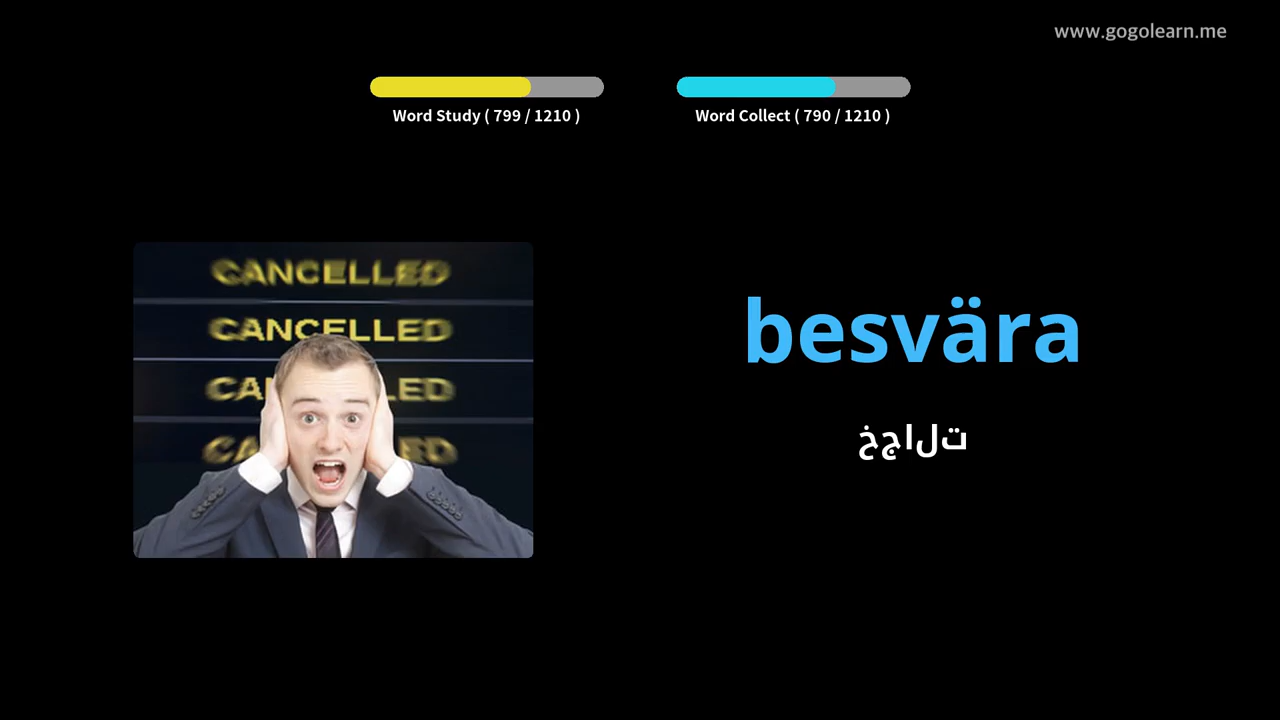 www.gogolearn.me
Word Study ( 799 / 1210 )
Word Collect ( 790 / 1210 )
CANCELLED
CANCELLED
besvära
خجالت